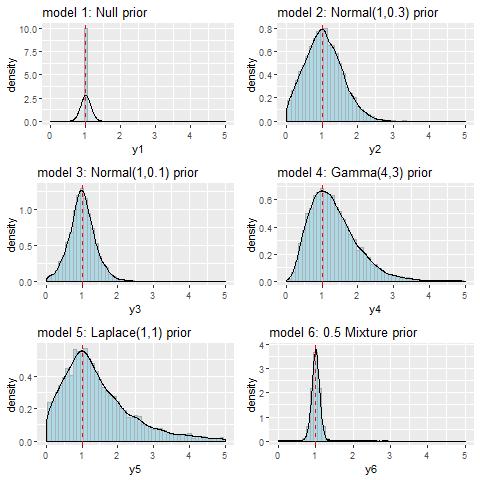 model 1: Null prior
density
10.0
7.5
5.0
2.5
0.0
0 1 2 3 4 5
y1
model 2: Normal(1,0.3) prior
density
0.8
0.6
0.4
0.2
0.0
0 1 2 3 4 5
y2
model 3: Normal(1,0.1) prior
density
1.0
0.5
0.0
0 1 2 3 4 5
y3
model 4: Gamma(4,3) prior
density
0.6
0.4
0.2
0.0
0 1 2 3 4 5
y4
model 5: Laplace(1,1) prior
density
0.4
0.2
0.0
0 1 2 3 4 5
y5
model 6: 0.5 Mixture prior
density
4
3
2
1
0
0 1 2 3 4 5
y6